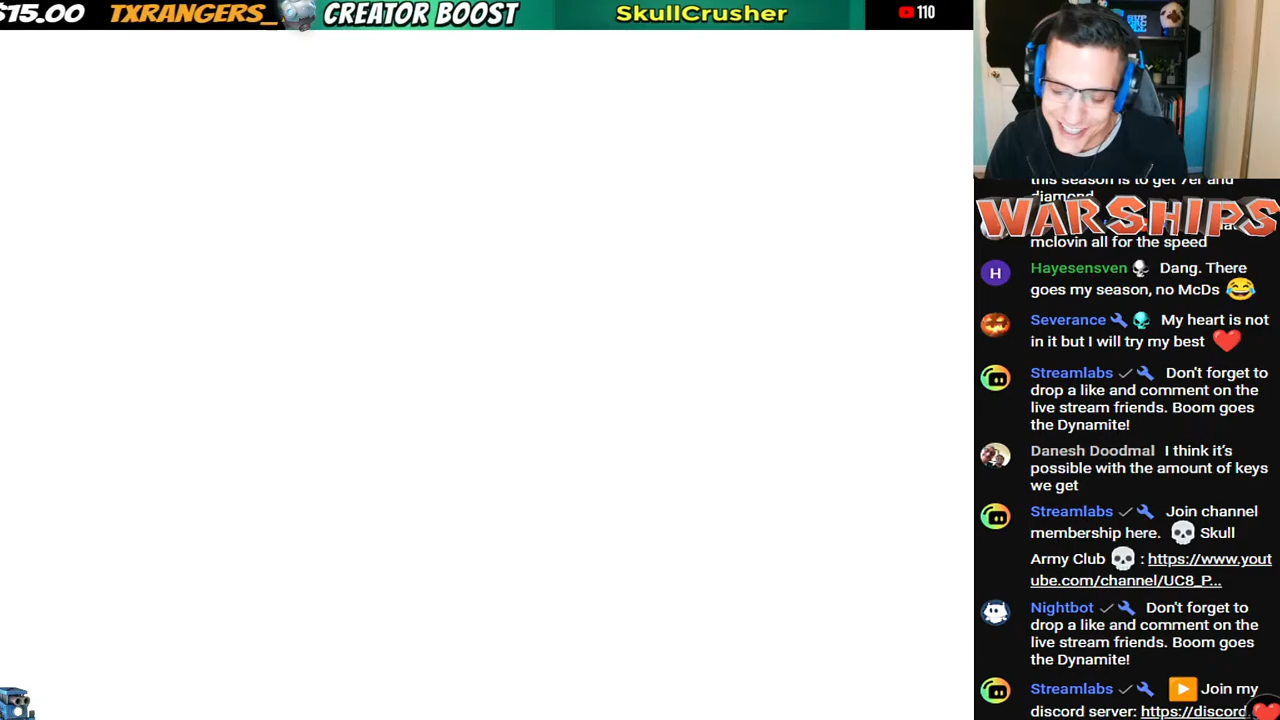 $15.00 TXRANGERS_ CREATOR BOOST SkullCrusher 110
this season is to get 7er and
diamond
WARSHIPS
mclovin all for the speed
H Hayesensven Dang. There
goes my season, no McDs 😂
Severance My heart is not
in it but I will try my best ❤️
Streamlabs Don't forget to
drop a like and comment on the
live stream friends. Boom goes
the Dynamite!
Danesh Doodmal I think it's
possible with the amount of keys
we get
Streamlabs Join channel
membership here. 💀 Skull
Army Club 💀 : https://www.yout
ube.com/channel/UC8_P...
Nightbot Don't forget to
drop a like and comment on the
live stream friends. Boom goes
the Dynamite!
Streamlabs ▶️ Join my
discord server: https://discord.